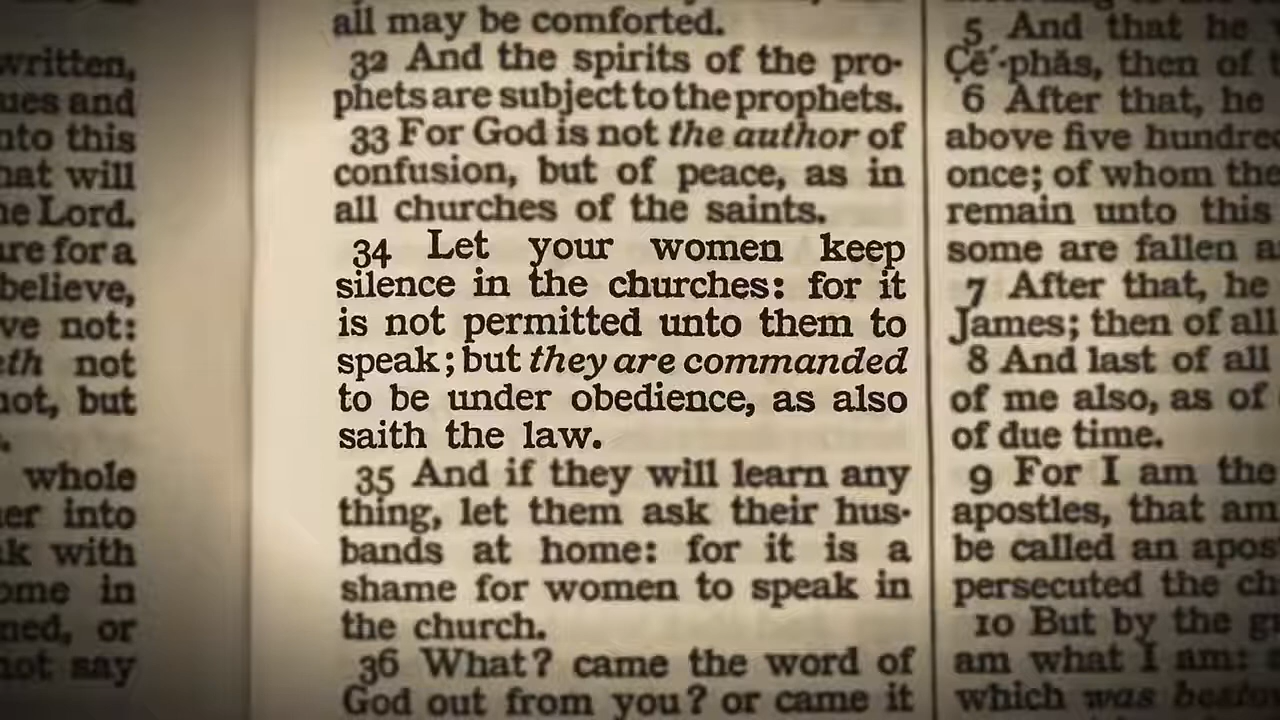 written,
ues and
nto this
hat will
he Lord.
are for a
believe,
ve not:
eth not
not, but
whole
her into
ak with
ome in
ned, or
not say
all may be comforted.
32 And the spirits of the pro-
phets are subject to the prophets.
33 For God is not the author of
confusion, but of peace, as in
all churches of the saints.
34 Let your women keep
silence in the churches: for it
is not permitted unto them to
speak; but they are commanded
to be under obedience, as also
saith the law.
35 And if they will learn any
thing, let them ask their hus-
bands at home: for it is a
shame for women to speak in
the church.
36 What? came the word of
God out from you? or came it
5 And that he
Çē´-phăs, then of t
6 After that, he
above five hundred
once; of whom the
remain unto this
some are fallen a
7 After that, he
James; then of all
8 And last of all
of me also, as of
of due time.
9 For I am the
apostles, that am
be called an apos
persecuted the ch
10 But by the g
am what I am:
which was bestow